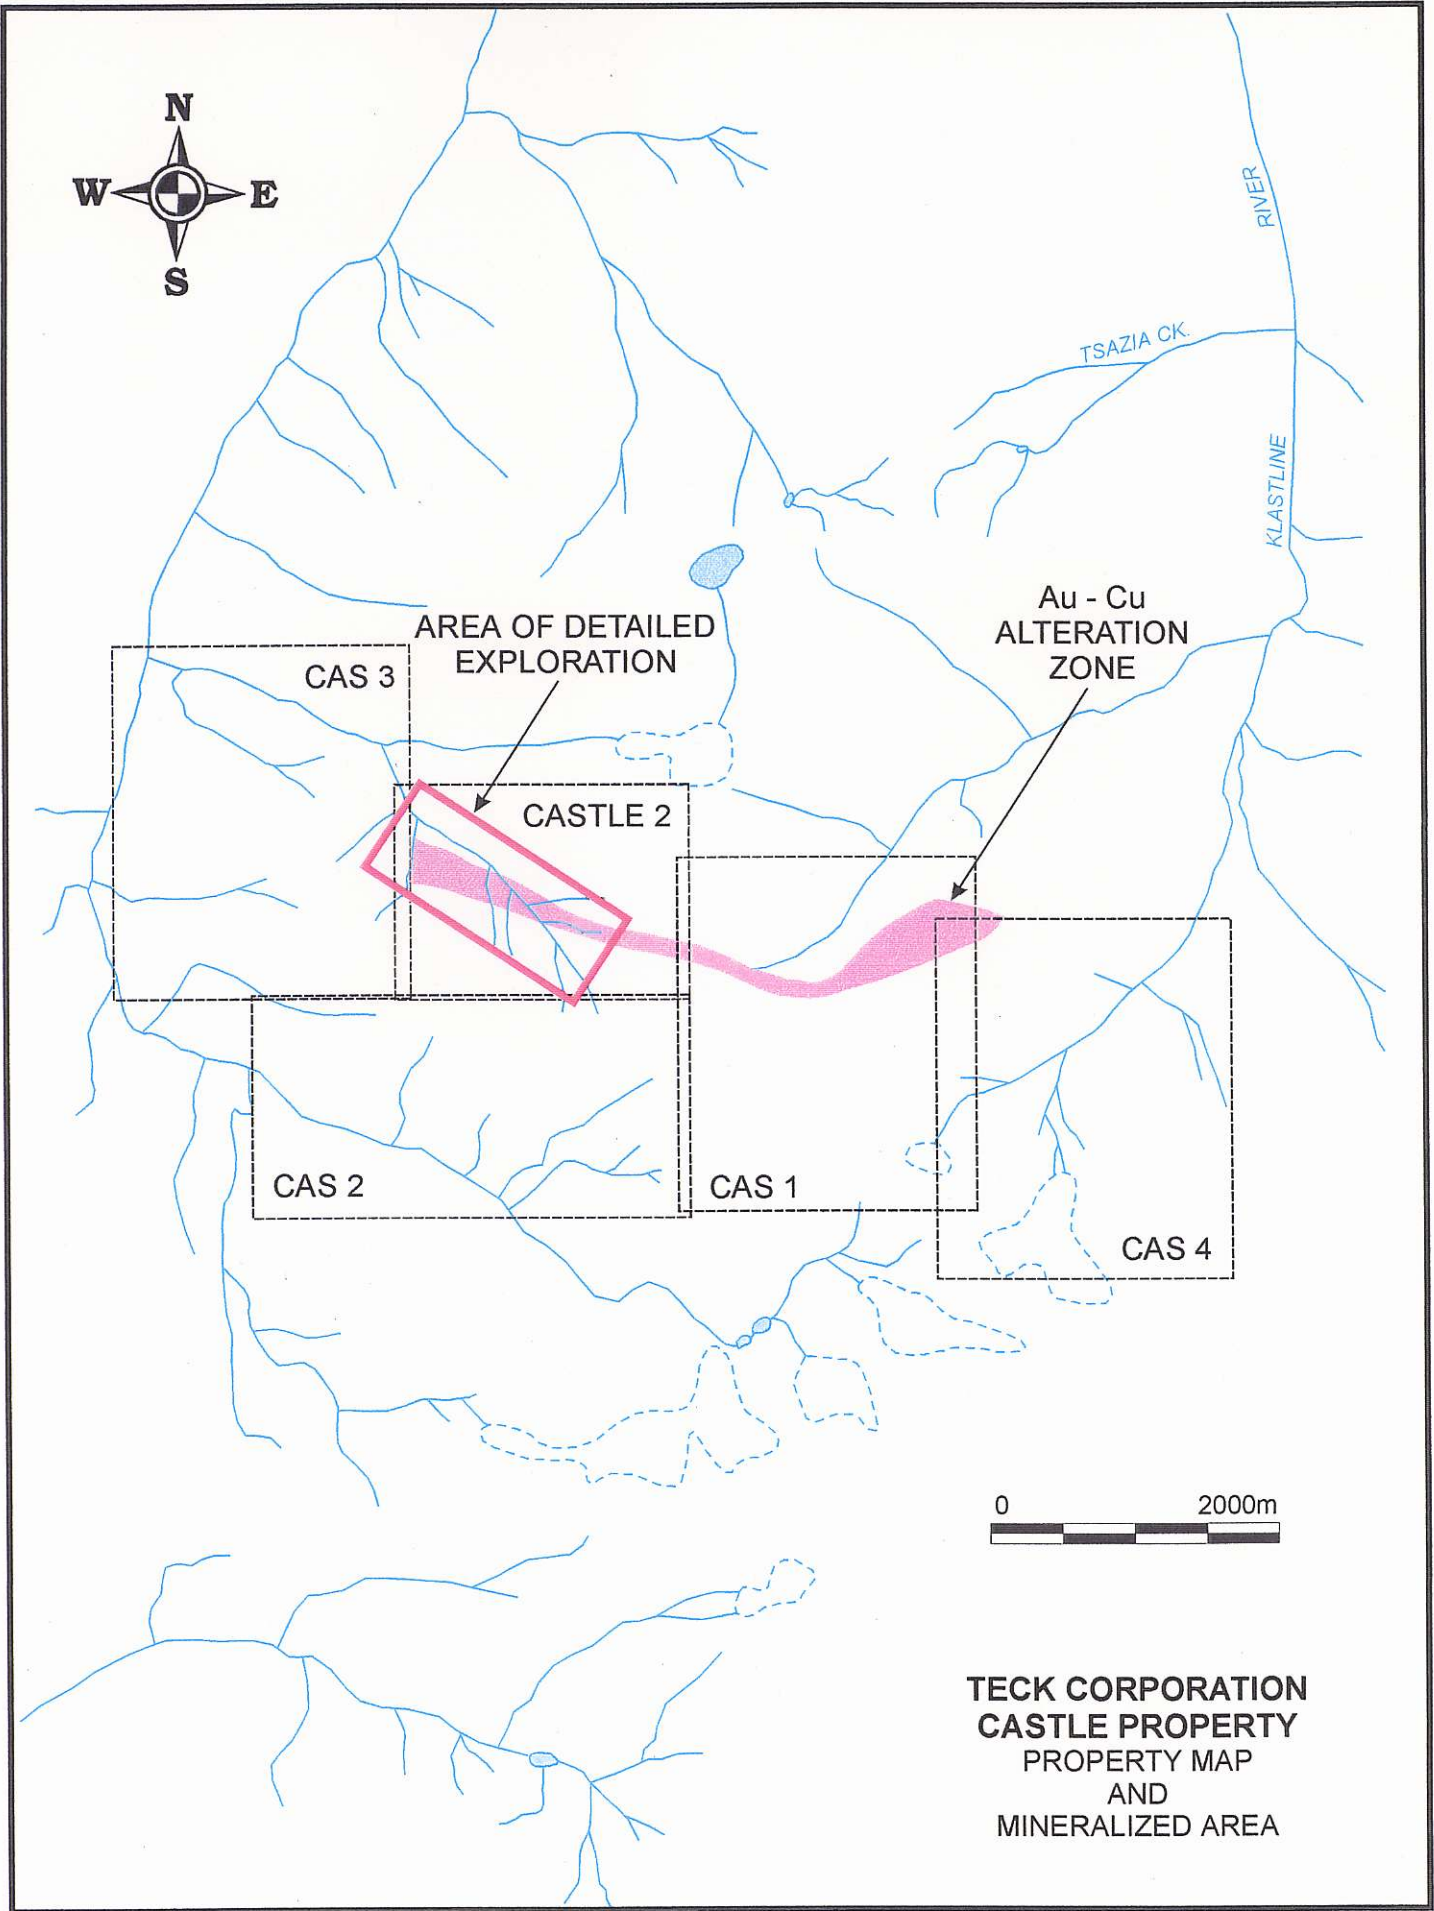 N
W E
S
RIVER
TSAZIA CK.
KLASTLINE
Au - Cu
ALTERATION
ZONE
AREA OF DETAILED
EXPLORATION
CAS 3
CASTLE 2
CAS 2
CAS 1
CAS 4
0 2000m
TECK CORPORATION
CASTLE PROPERTY
PROPERTY MAP
AND
MINERALIZED AREA